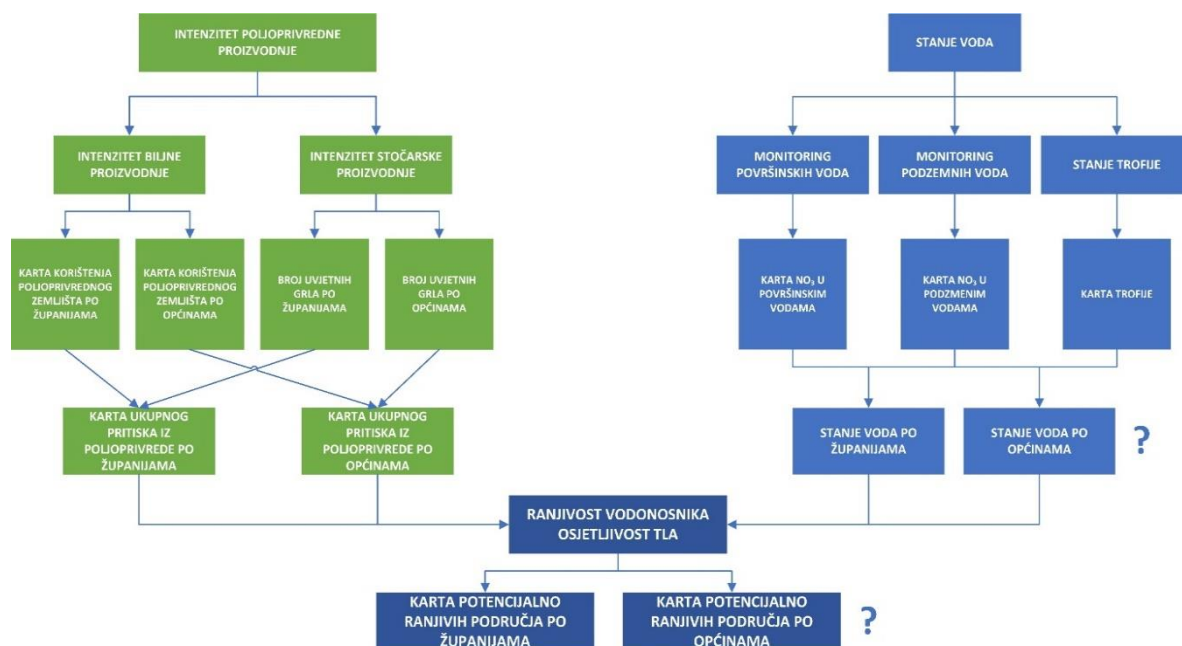 INTENZITET POLJOPRIVREDNE
PROIZVODNJE
STANJE VODA
INTENZITET BILJNE
PROIZVODNJE
INTENZITET STOČARSKE
PROIZVODNJE
MONITORING
POVRŠINSKIH VODA
MONITORING
PODZEMNIH VODA
STANJE TROFIJE
KARTA KORIŠTENJA
POLJOPRIVREDNOG
ZEMLJIŠTA PO
ŽUPANIJAMA
KARTA KORIŠTENJA
POLJOPRIVREDNOG
ZEMLJIŠTA PO
OPĆINAMA
BROJ UVJETNIH
GRLA PO
ŽUPANIJAMA
BROJ UVJETNIH
GRLA PO
OPĆINAMA
KARTA NO₃ U
POVRŠINSKIM
VODAMA
KARTA NO₃ U
PODZMENIM
VODAMA
KARTA TROFIJE
KARTA UKUPNOG
PRITISKA IZ
POLJOPRIVREDE PO
ŽUPANIJAMA
KARTA UKUPNOG
PRITISKA IZ
POLJOPRIVREDE PO
OPĆINAMA
STANJE VODA PO
ŽUPANIJAMA
STANJE VODA PO
OPĆINAMA
?
RANJIVOST VODONOSNIKA
OSJETLJIVOST TLA
KARTA POTENCIJALNO
RANJIVIH PODRUČJA PO
ŽUPANIJAMA
KARTA POTENCIJALNO
RANJIVIH PODRUČJA PO
OPĆINAMA
?